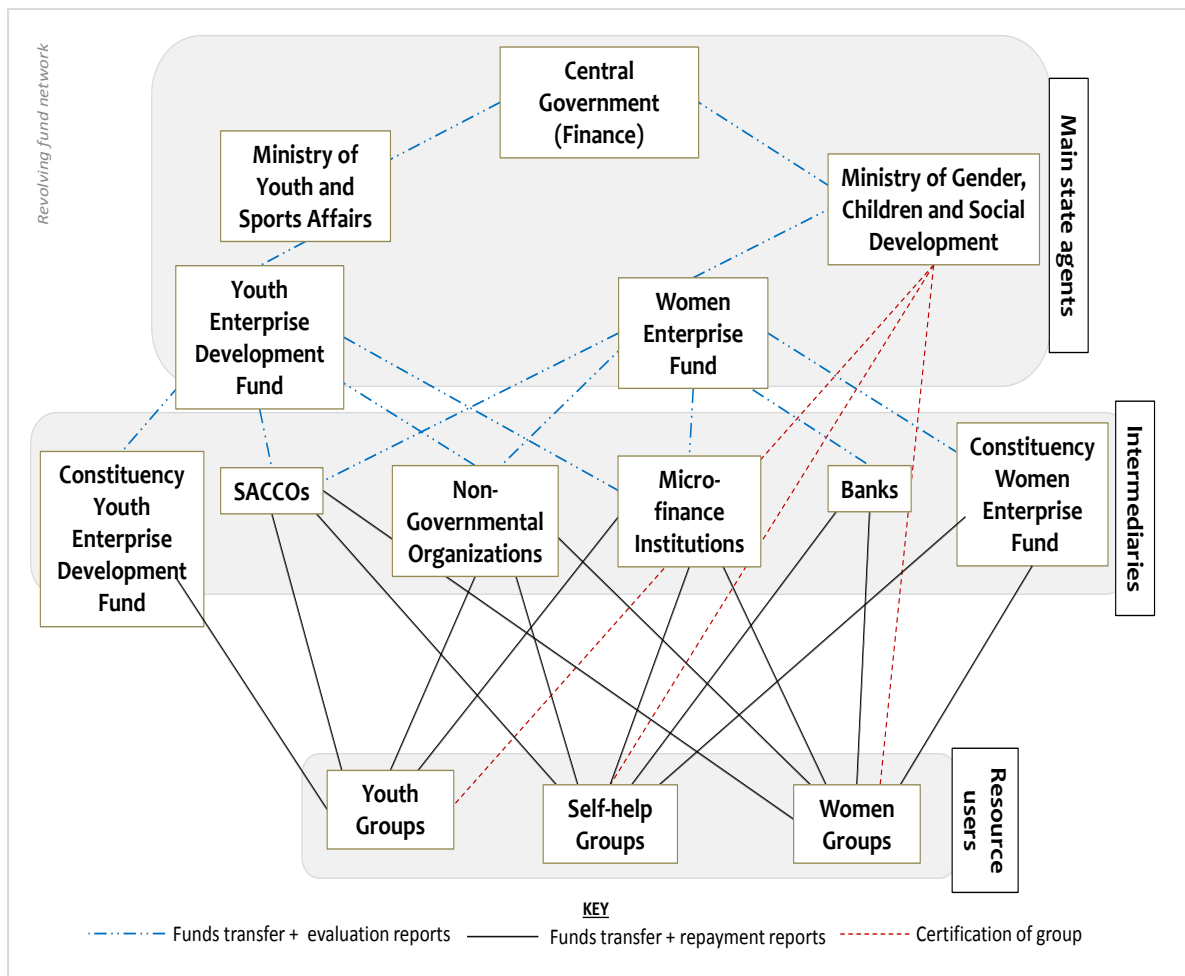 Revolving fund network
Central
Government
(Finance)
Ministry of
Youth and
Sports Affairs
Ministry of Gender,
Children and Social
Development
Main state agents
Youth
Enterprise
Development
Fund
Women
Enterprise
Fund
Constituency
Youth
Enterprise
Development
Fund
SACCOs
Non-
Governmental
Organizations
Micro-
finance
Institutions
Banks
Constituency
Women
Enterprise
Fund
Intermediaries
Youth
Groups
Self-help
Groups
Women
Groups
Resource
users
KEY
Funds transfer + evaluation reports
Funds transfer + repayment reports
Certification of group